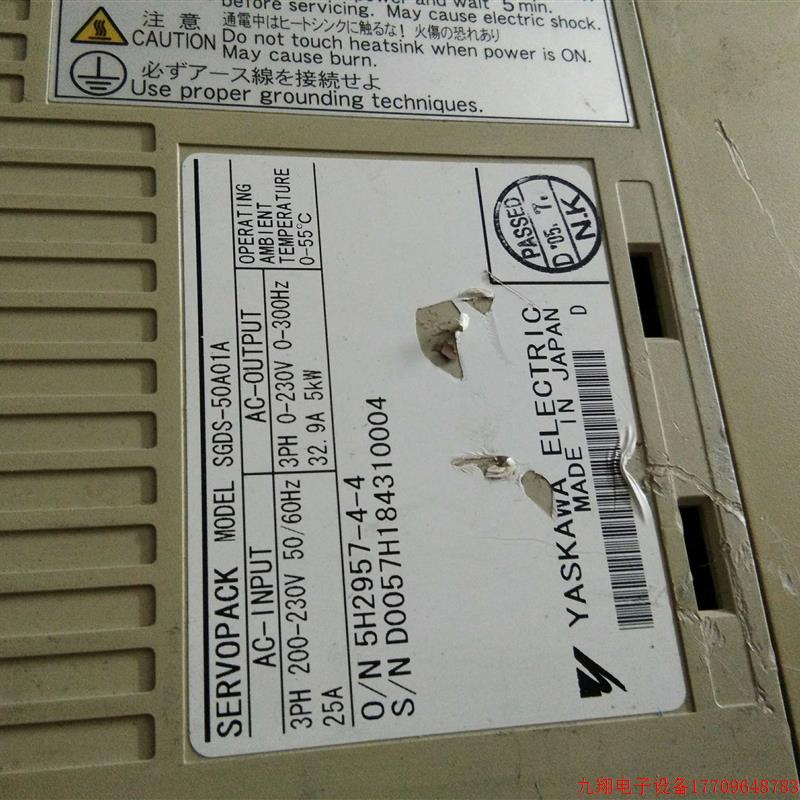 power and wait 5 min.
before servicing. May cause electric shock.
注 意 通電中はヒートシンクに触るな! 火傷の恐れあり
CAUTION Do not touch heatsink when power is ON.
May cause burn.
必ずアース線を接続せよ
Use proper grounding techniques.
SERVOPACK MODEL SGDS-50A01A
AC-INPUT
3PH 200-230V 50/60Hz
25A
AC-OUTPUT
3PH 0-230V 0-300Hz
32.9A 5kW
OPERATING
AMBIENT
TEMPERATURE
0-55℃
O/N 5H2957-4-4
S/N D0057H184310004
YASKAWA ELECTRIC
MADE IN JAPAN D
PASSED
D '05. 7.
N.K
九翔电子设备17709648783